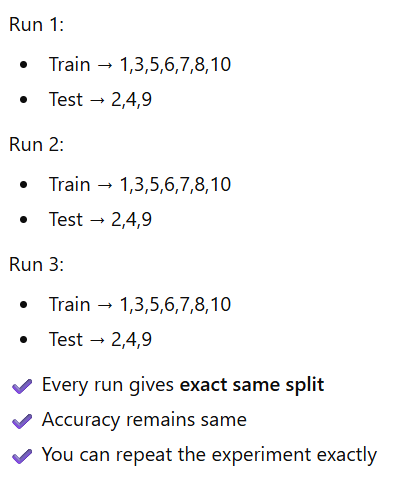 Run 1:
• Train → 1,3,5,6,7,8,10
• Test → 2,4,9
Run 2:
• Train → 1,3,5,6,7,8,10
• Test → 2,4,9
Run 3:
• Train → 1,3,5,6,7,8,10
• Test → 2,4,9
✔ Every run gives exact same split
✔ Accuracy remains same
✔ You can repeat the experiment exactly